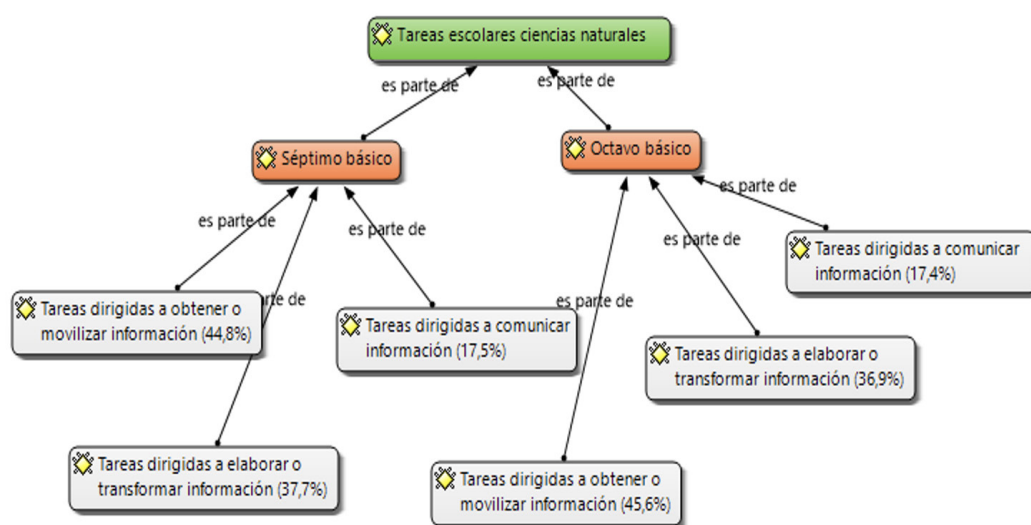 Tareas escolares ciencias naturales
es parte de
es parte de
Séptimo básico
Octavo básico
es parte de
es parte de
es parte de
es parte de
Tareas dirigidas a comunicar
información (17,4%)
Tareas dirigidas a obtener o
movilizar información (44,8%)
parte de
es parte de
Tareas dirigidas a comunicar
información (17,5%)
Tareas dirigidas a elaborar o
transformar información (36,9%)
Tareas dirigidas a elaborar o
transformar información (37,7%)
Tareas dirigidas a obtener o
movilizar información (45,6%)